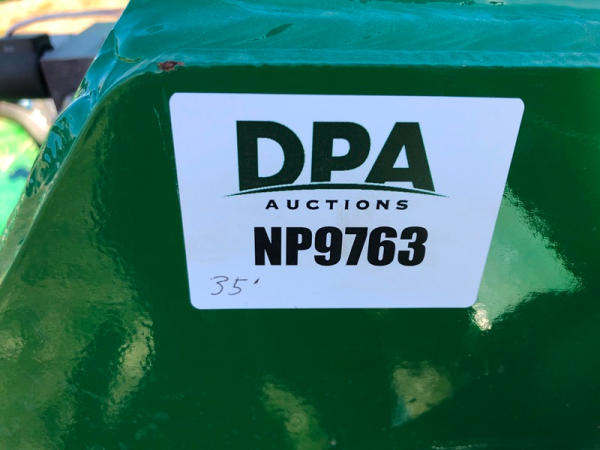 DPA
AUCTIONS
NP9763
35'